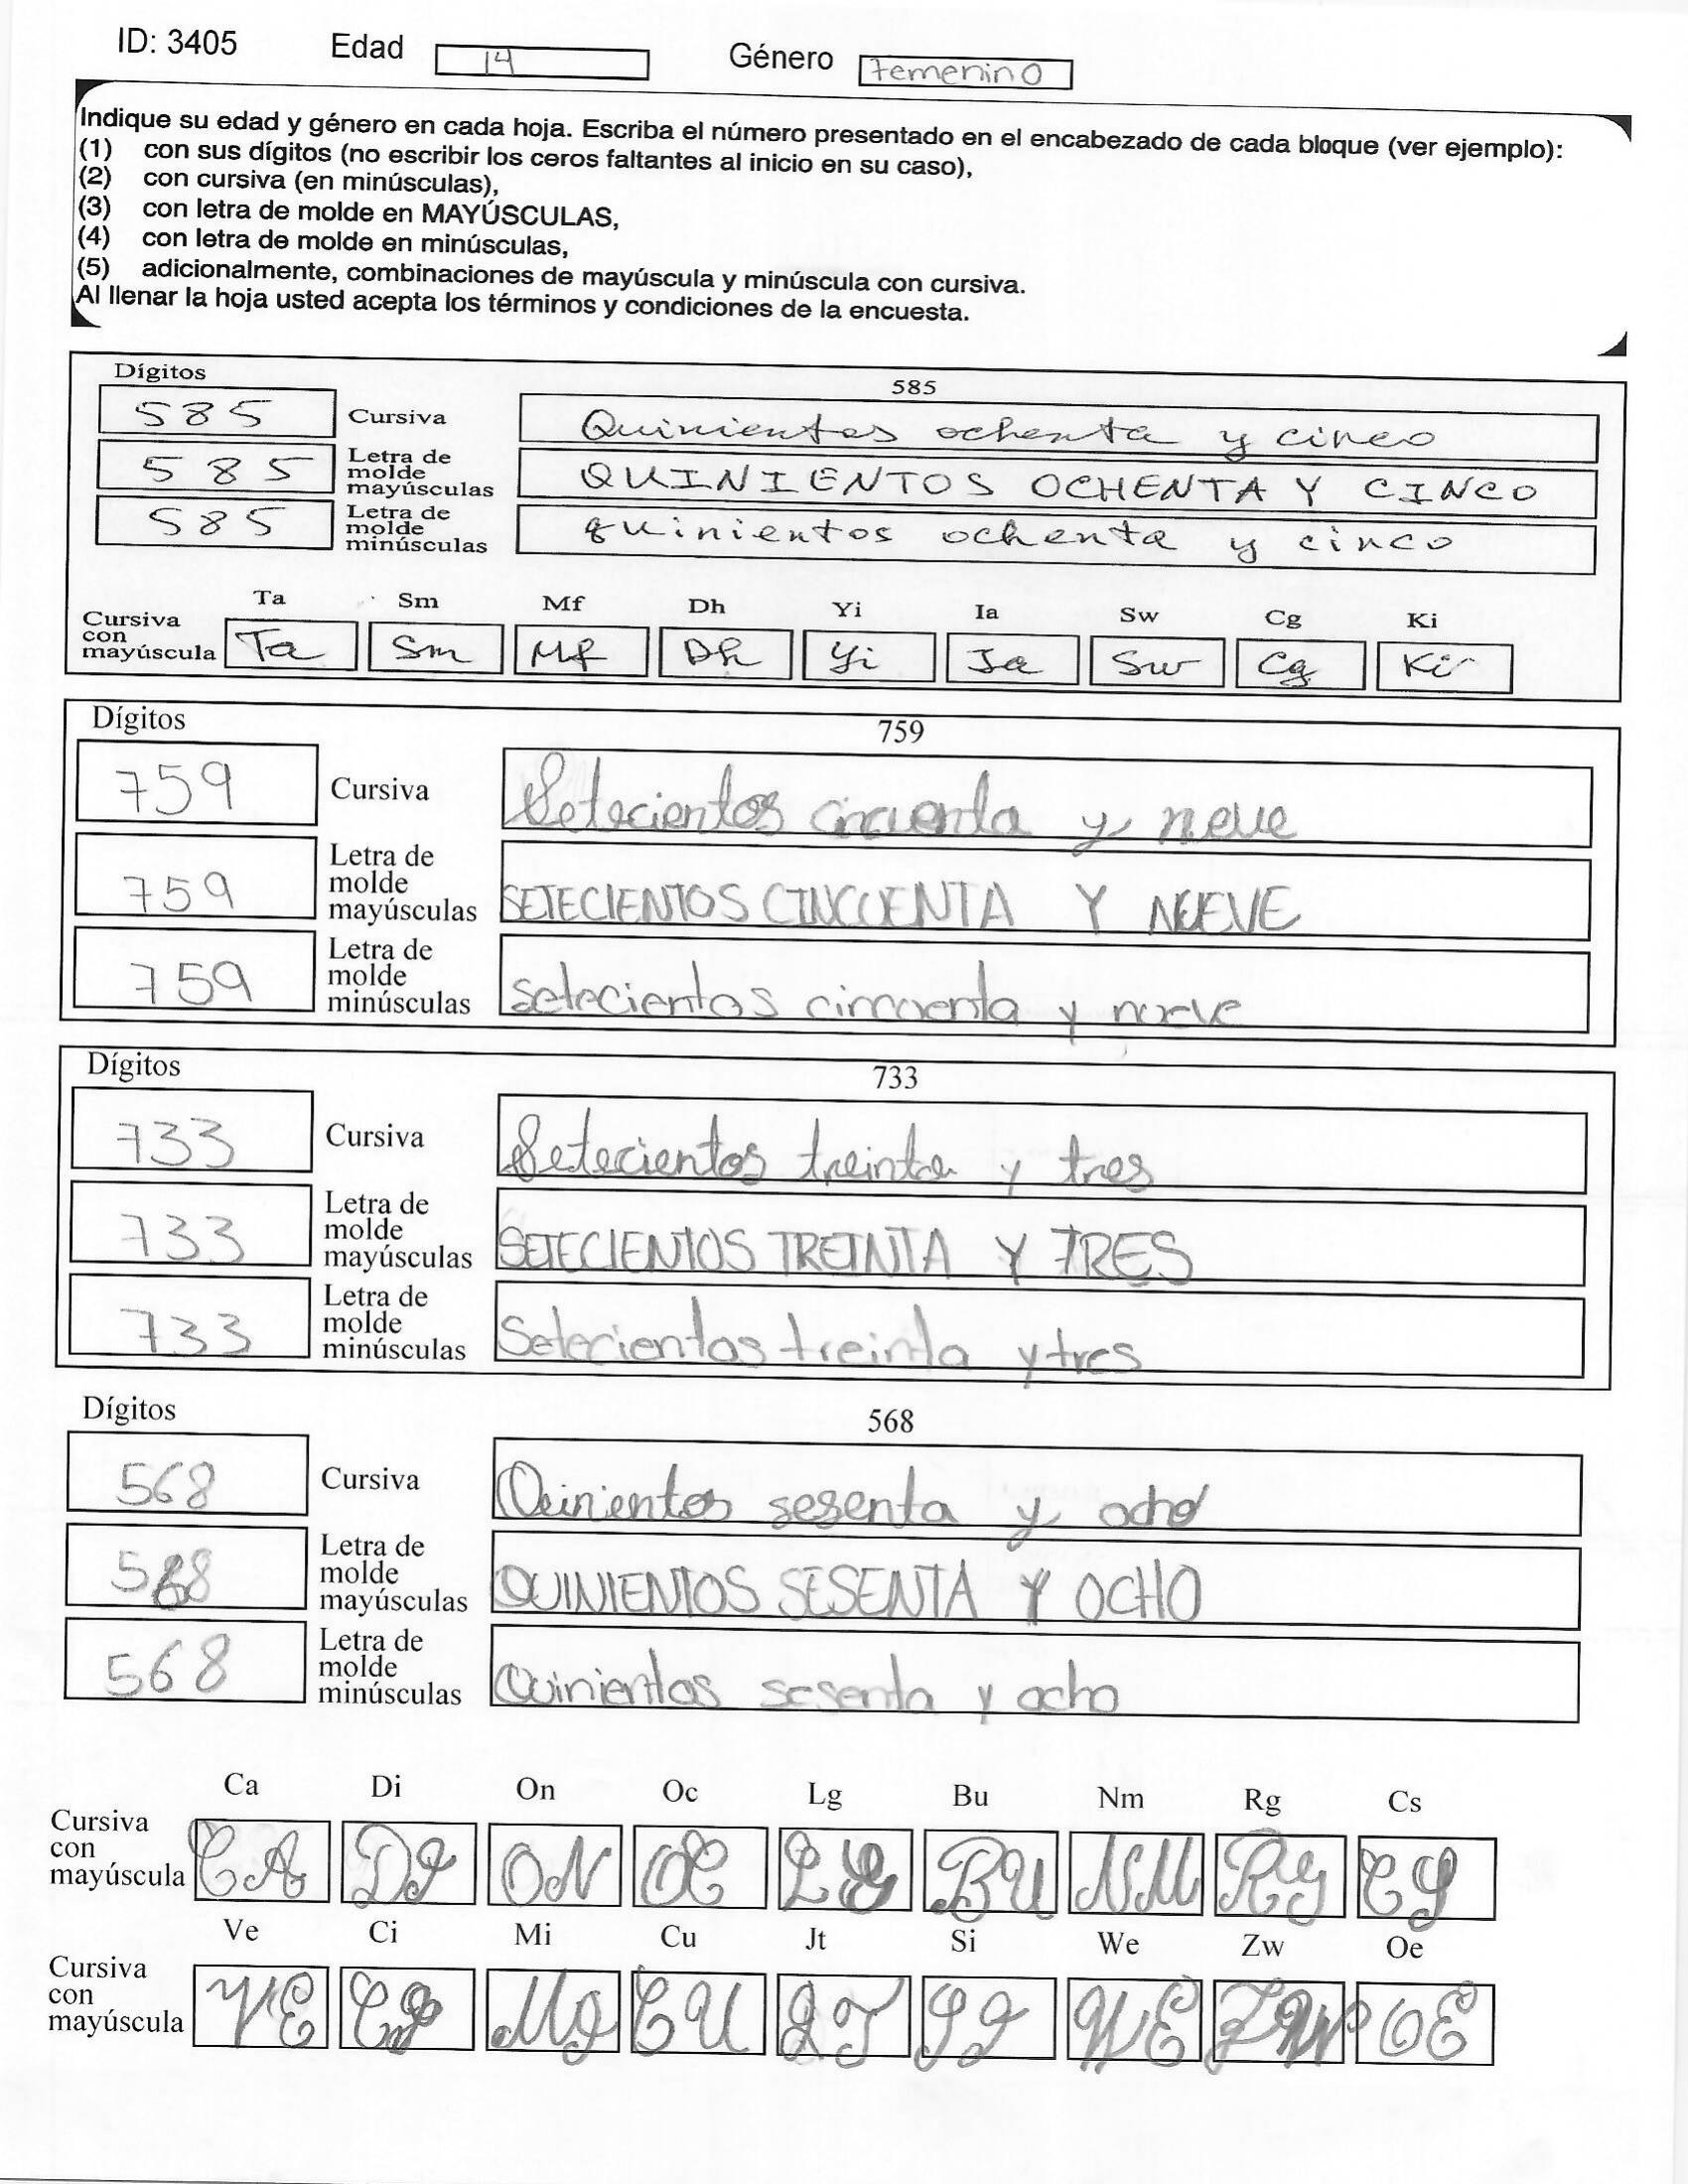 ID: 3405 Edad 14 Género Femenino
Indique su edad y género en cada hoja. Escriba el número presentado en el encabezado de cada bloque (ver ejemplo):
(1) con sus dígitos (no escribir los ceros faltantes al inicio en su caso),
(2) con cursiva (en minúsculas),
(3) con letra de molde en MAYÚSCULAS,
(4) con letra de molde en minúsculas,
(5) adicionalmente, combinaciones de mayúscula y minúscula con cursiva.
Al llenar la hoja usted acepta los términos y condiciones de la encuesta.
Dígitos 585
585 Cursiva Quinientos ochenta y cinco
585 Letra de molde mayúsculas QUINIENTOS OCHENTA Y CINCO
585 Letra de molde minúsculas quinientos ochenta y cinco
Ta Sm Mf Dh Yi Ia Sw Cg Ki
Cursiva con mayúscula Ta Sm Mf Dh Yi Ia Sw Cg Ki
Dígitos 759
759 Cursiva Setecientos cincuenta y neve
759 Letra de molde mayúsculas SETECIENTOS CINCUENTA Y NUEVE
759 Letra de molde minúsculas setecientos cincuenta y nueve
Dígitos 733
733 Cursiva Setecientos treinta y tres
733 Letra de molde mayúsculas SETECIENTOS TREINTA Y TRES
733 Letra de molde minúsculas Setecientos treinta y tres
Dígitos 568
568 Cursiva Quinientos sesenta y ocho
568 Letra de molde mayúsculas QUINIENTOS SESENTA Y OCHO
568 Letra de molde minúsculas Quinientos sesenta y ocho
Ca Di On Oc Lg Bu Nm Rg Cs
Cursiva con mayúscula CA DI ON OC LG BU NM RG CS
Ve Ci Mi Cu Jt Si We Zw Oe
Cursiva con mayúscula VE CI MI CU JT SI WE ZW OE